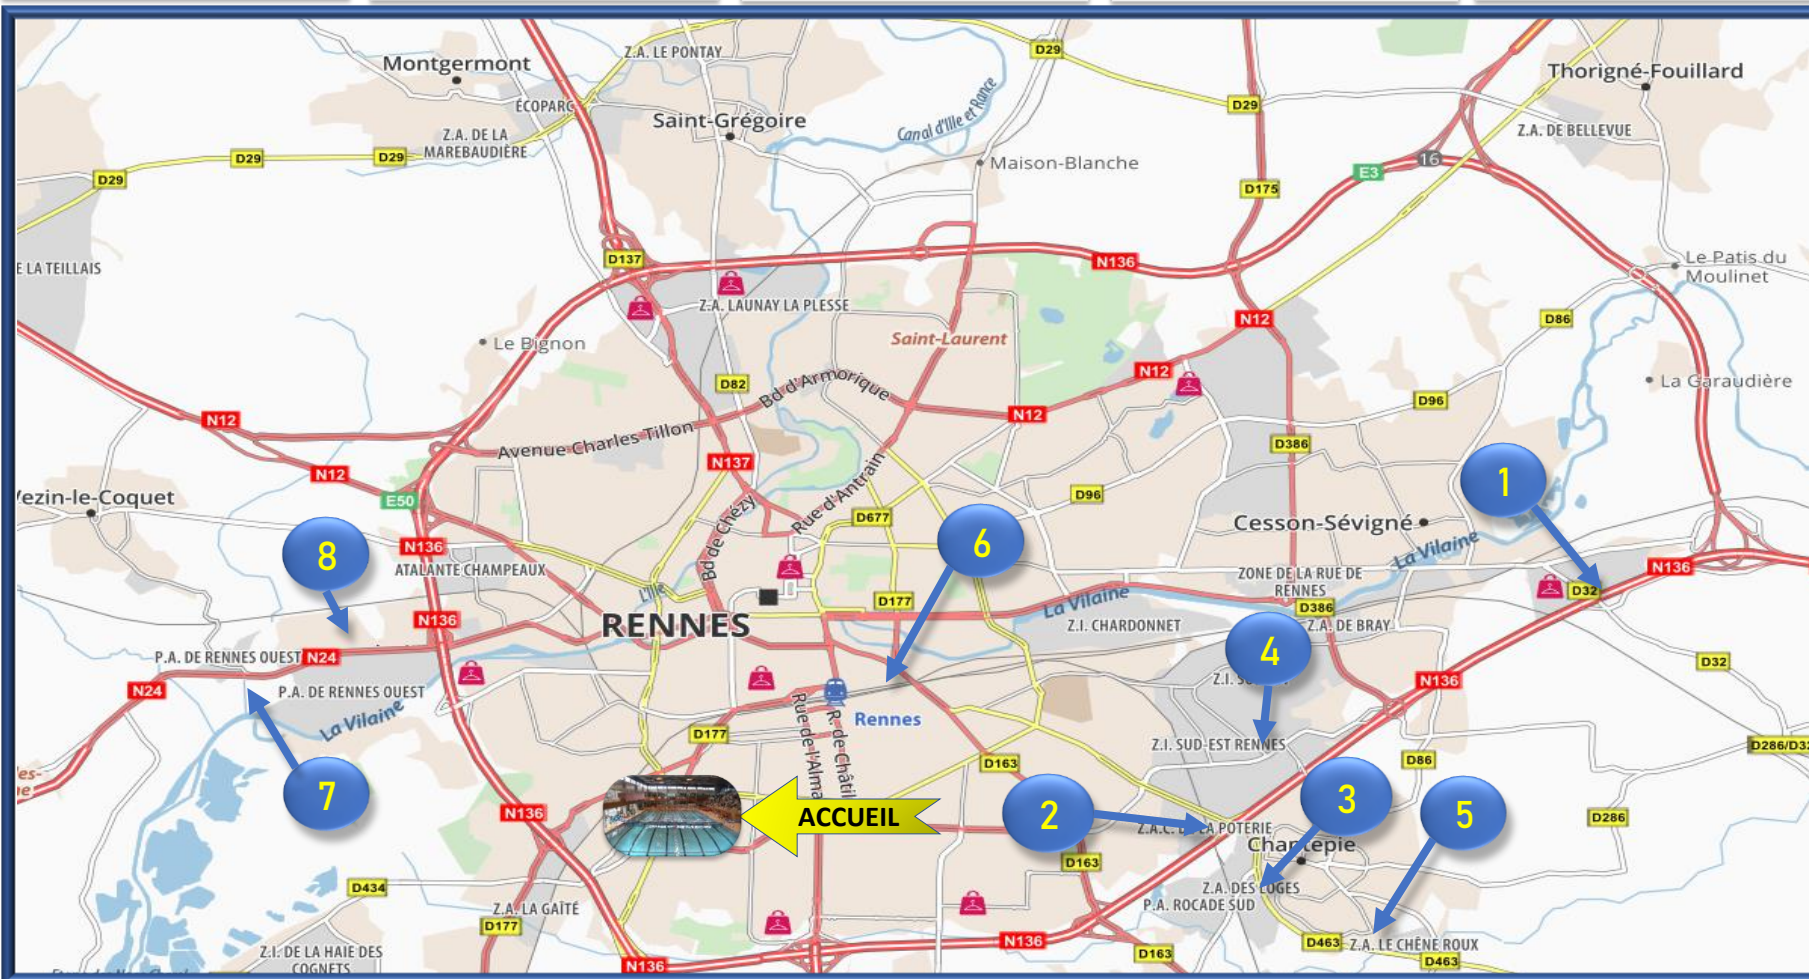 Z.A. LE PONTAY
D29
Montgermont
Thorigné-Fouillard
ÉCOPARC
D29
Saint-Grégoire
Canal d'Ille et Rance
Z.A. DE LA
MAREBAUDIÈRE
Z.A. DE BELLEVUE
D29
D29
Maison-Blanche
16
E3
D29
D175
D137
N136
E LA TEILLAIS
Le Patis du
Moulinet
Z.A. LAUNAY LA PLESSE
N12
D86
Le Bignon
Saint-Laurent
N12
D82
Bd d'Armorique
La Garaudière
D96
N12
N12
Avenue Charles Tillon
D386
N137
N12
Rue d'Antrain
1
E50
D96
Vezin-le-Coquet
Bd de Chézy
D677
Cesson-Sévigné
6
8
N136
La Vilaine
ATALANTE CHAMPEAUX
N136
ZONE DE LA RUE DE
RENNES
L'Ille
D32
D177
La Vilaine
D386
N136
RENNES
Z.I. CHARDONNET
Z.A. DE BRAY
4
P.A. DE RENNES OUEST
N24
D32
N24
P.A. DE RENNES OUEST
Z.I.
N136
La Vilaine
Rennes
D177
Rue de l'Alma
R. de Châtil
Z.I. SUD-EST RENNES
D286/D32
D163
D86
7
3
5
2
N136
ACCUEIL
D286
Z.A.C. DE LA POTERIE
Chantepie
D163
D434
Z.A. DES LOGES
P.A. ROCADE SUD
Z.A. LA GAÎTÉ
D177
N136
D463
Z.A. LE CHÊNE ROUX
Z.I. DE LA HAIE DES
COGNETS
N136
D163
D463